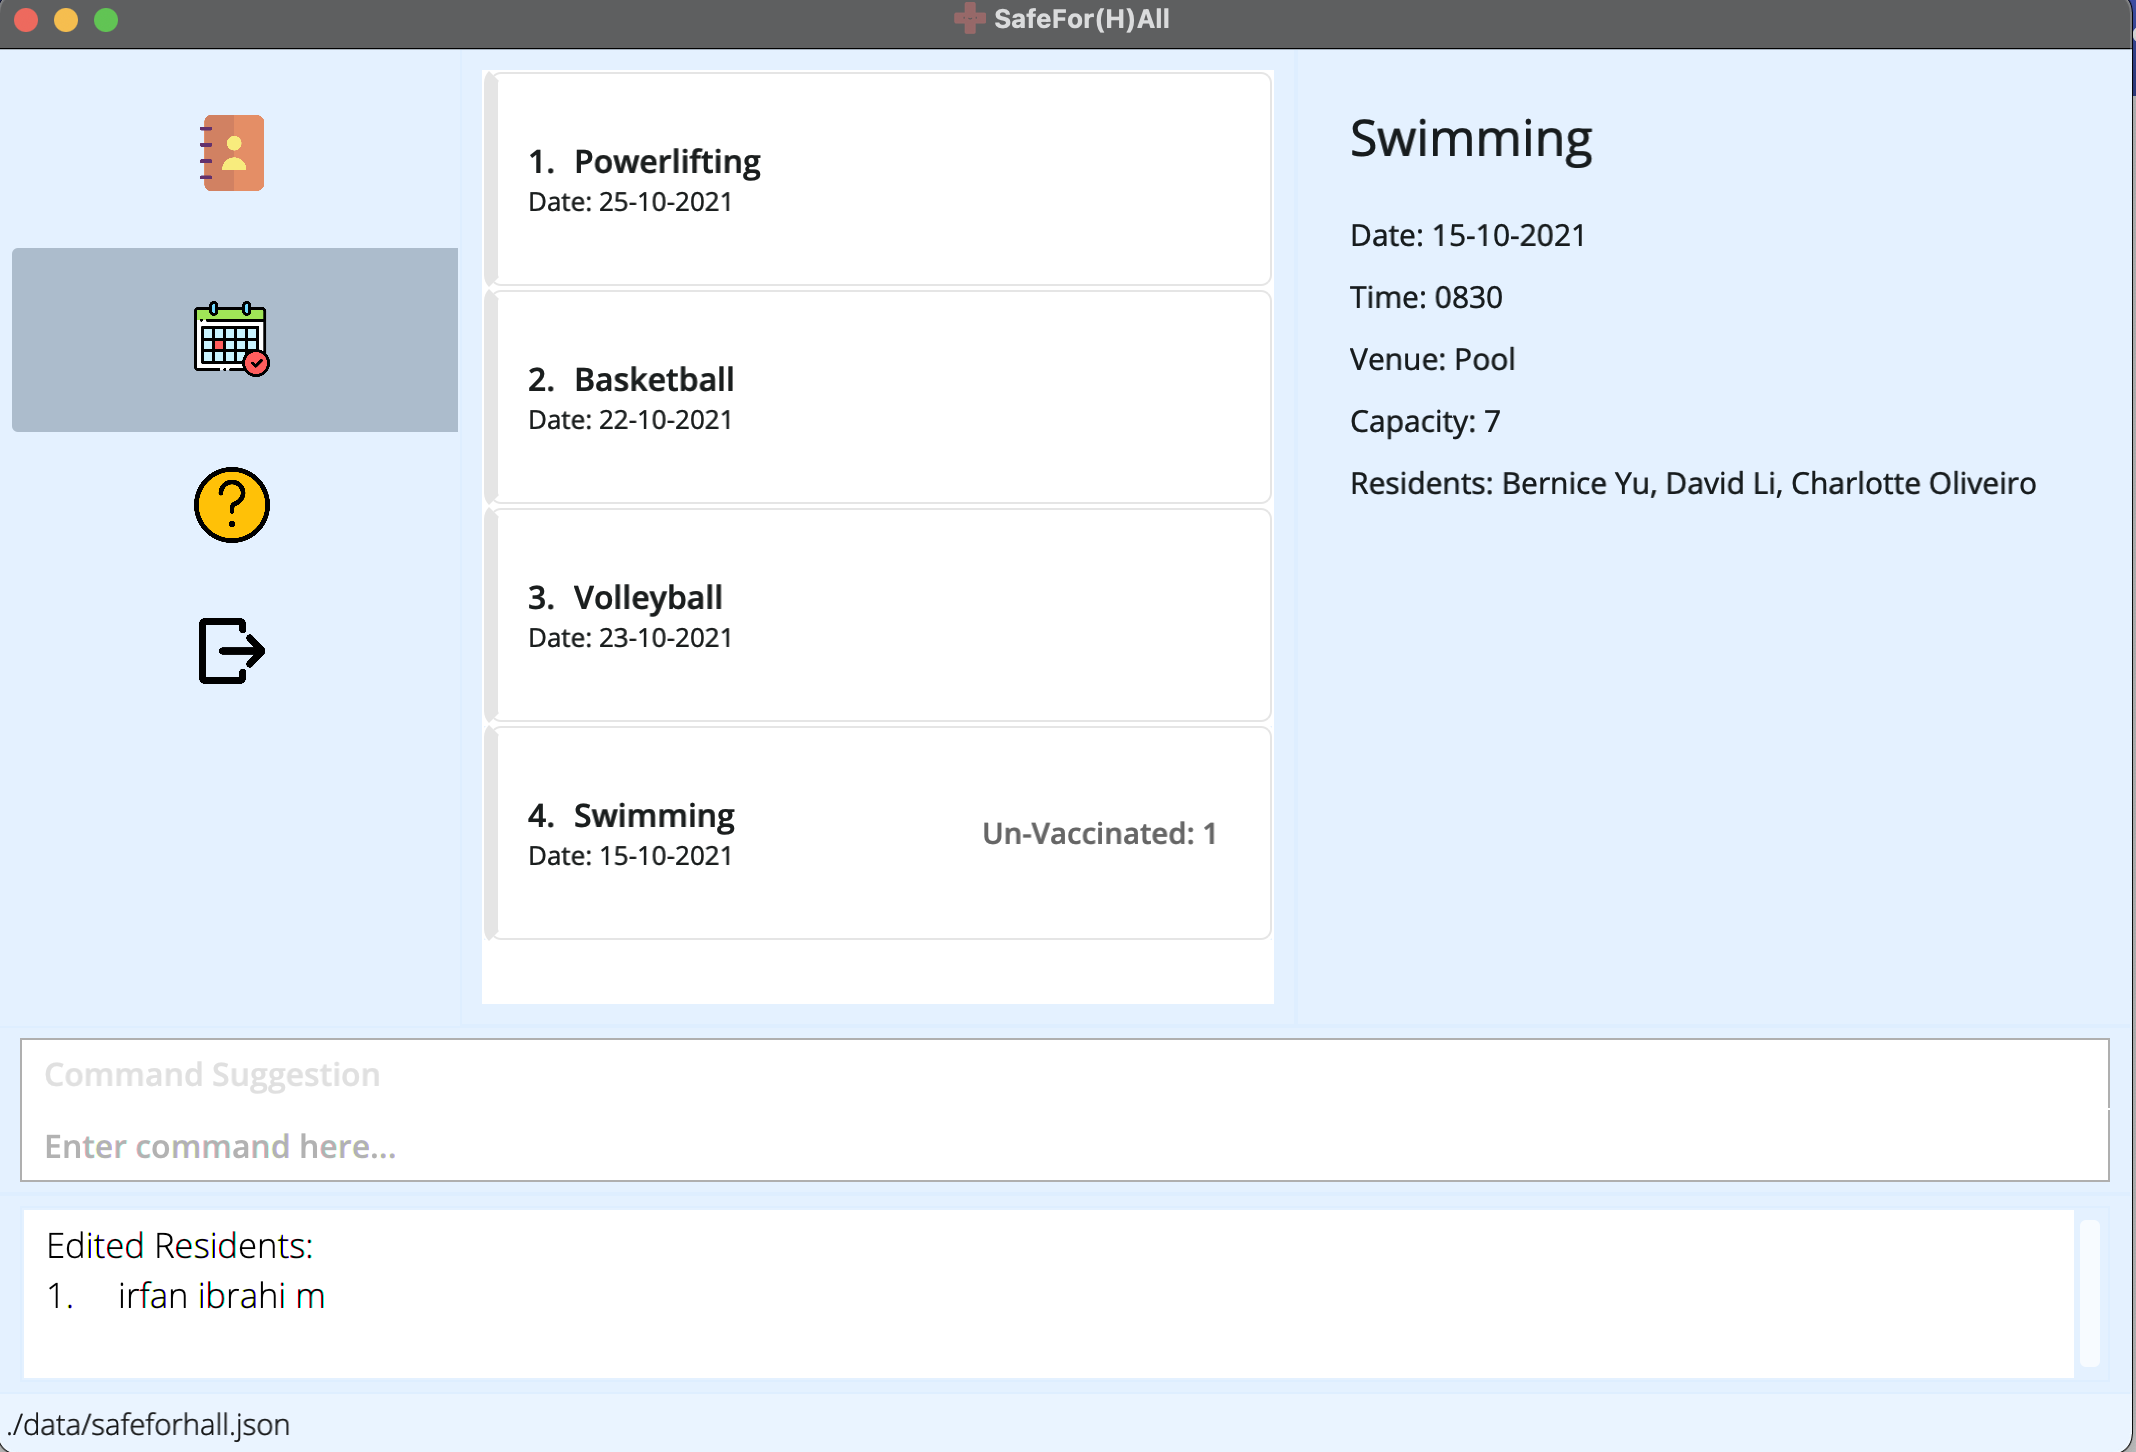 SafeFor(H)All
1. Powerlifting
Date: 25-10-2021
2. Basketball
Date: 22-10-2021
3. Volleyball
Date: 23-10-2021
4. Swimming
Date: 15-10-2021
Un-Vaccinated: 1
Swimming
Date: 15-10-2021
Time: 0830
Venue: Pool
Capacity: 7
Residents: Bernice Yu, David Li, Charlotte Oliveiro
Command Suggestion
Enter command here...
Edited Residents:
1. irfan ibrahi m
./data/safeforhall.json